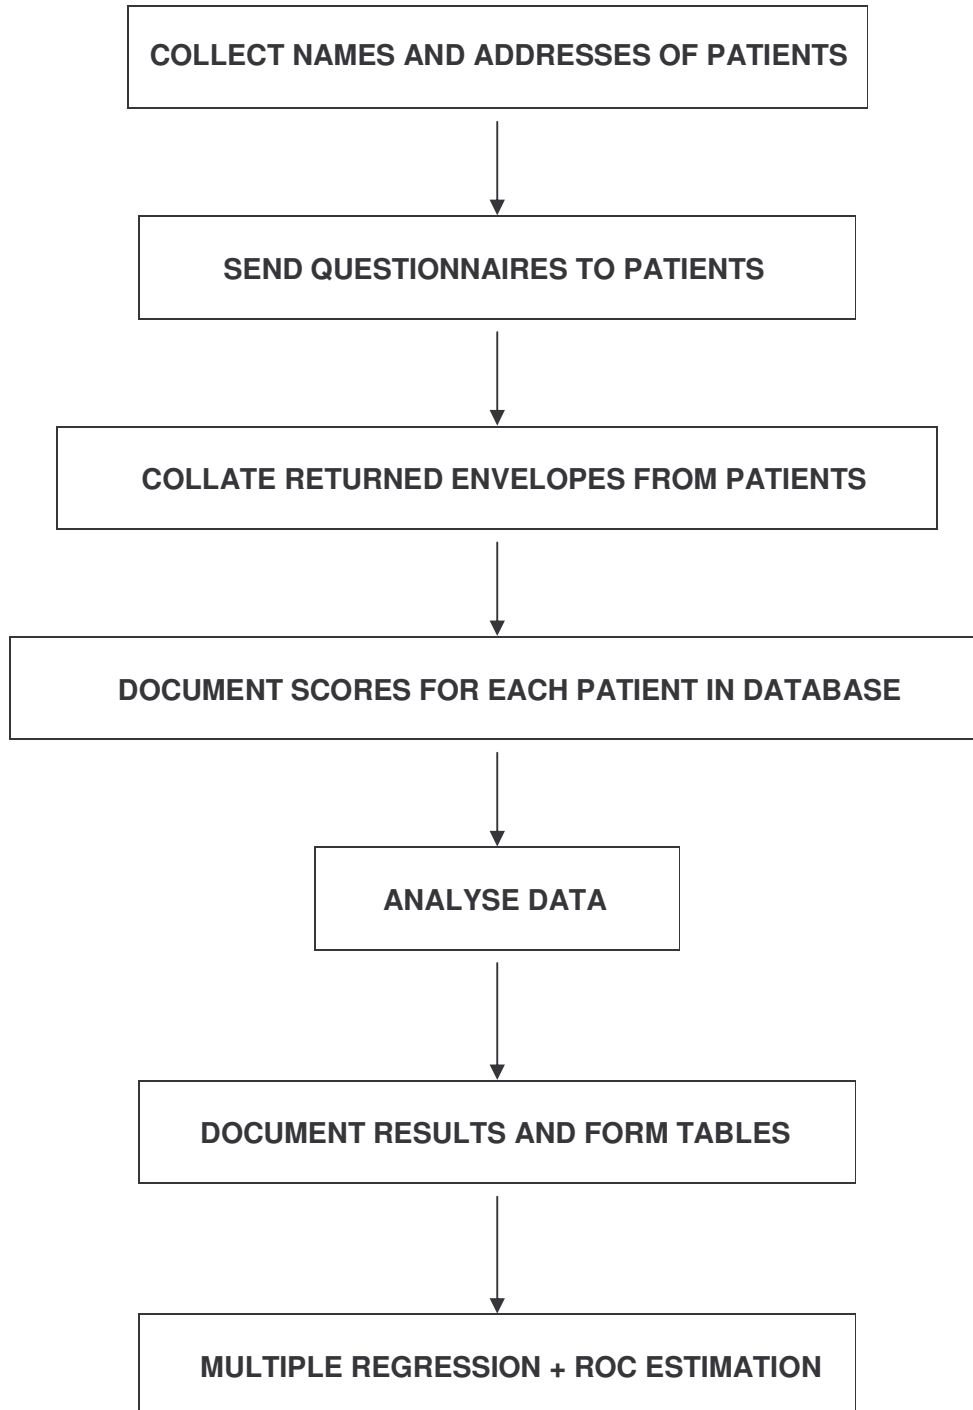 COLLECT NAMES AND ADDRESSES OF PATIENTS
SEND QUESTIONNAIRES TO PATIENTS
COLLATE RETURNED ENVELOPES FROM PATIENTS
DOCUMENT SCORES FOR EACH PATIENT IN DATABASE
ANALYSE DATA
DOCUMENT RESULTS AND FORM TABLES
MULTIPLE REGRESSION + ROC ESTIMATION